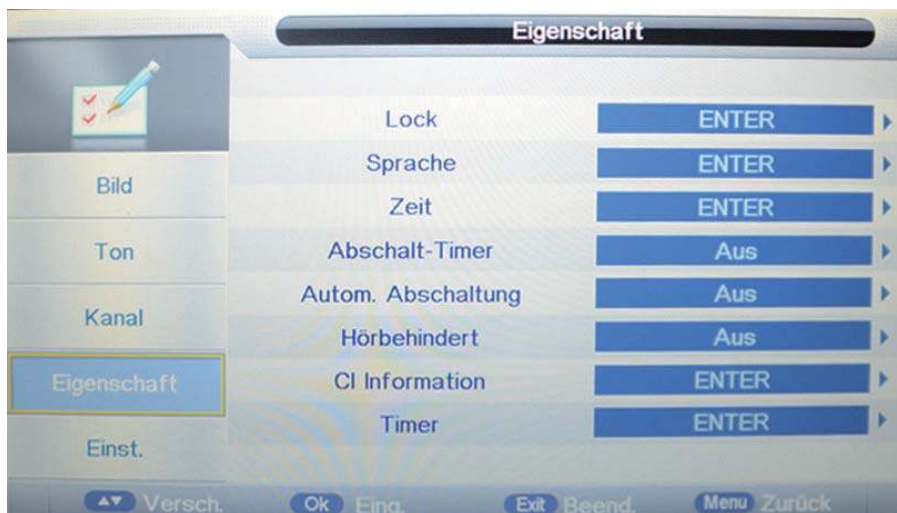 Eigenschaft
Bild
Ton
Kanal
Eigenschaft
Einst.
Lock ENTER
Sprache ENTER
Zeit ENTER
Abschalt-Timer Aus
Autom. Abschaltung Aus
Hörbehindert Aus
CI Information ENTER
Timer ENTER
Versch. Ok Eing. Exit Beend. Menu Zurück